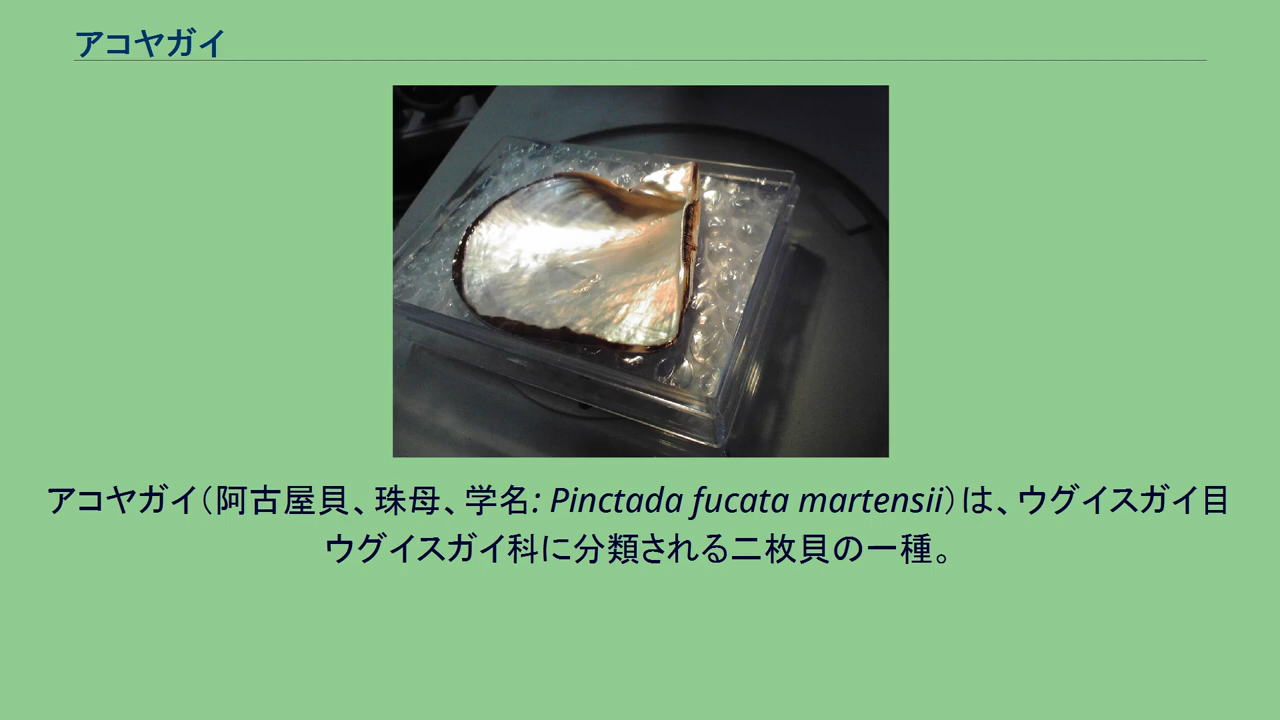 アコヤガイ
アコヤガイ（阿古屋貝、珠母、学名: Pinctada fucata martensii）は、ウグイスガイ目
ウグイスガイ科に分類される二枚貝の一種。